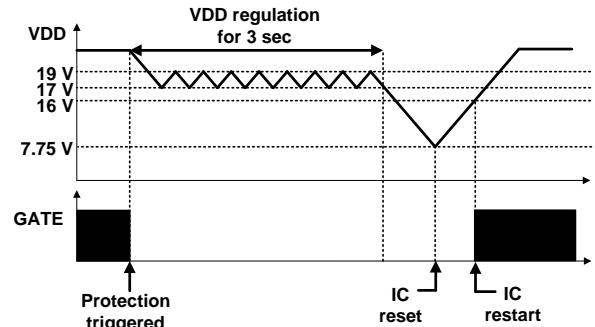 VDD regulation
for 3 sec
VDD
19 V
17 V
16 V
7.75 V
GATE
Protection
triggered
IC
reset
IC
restart